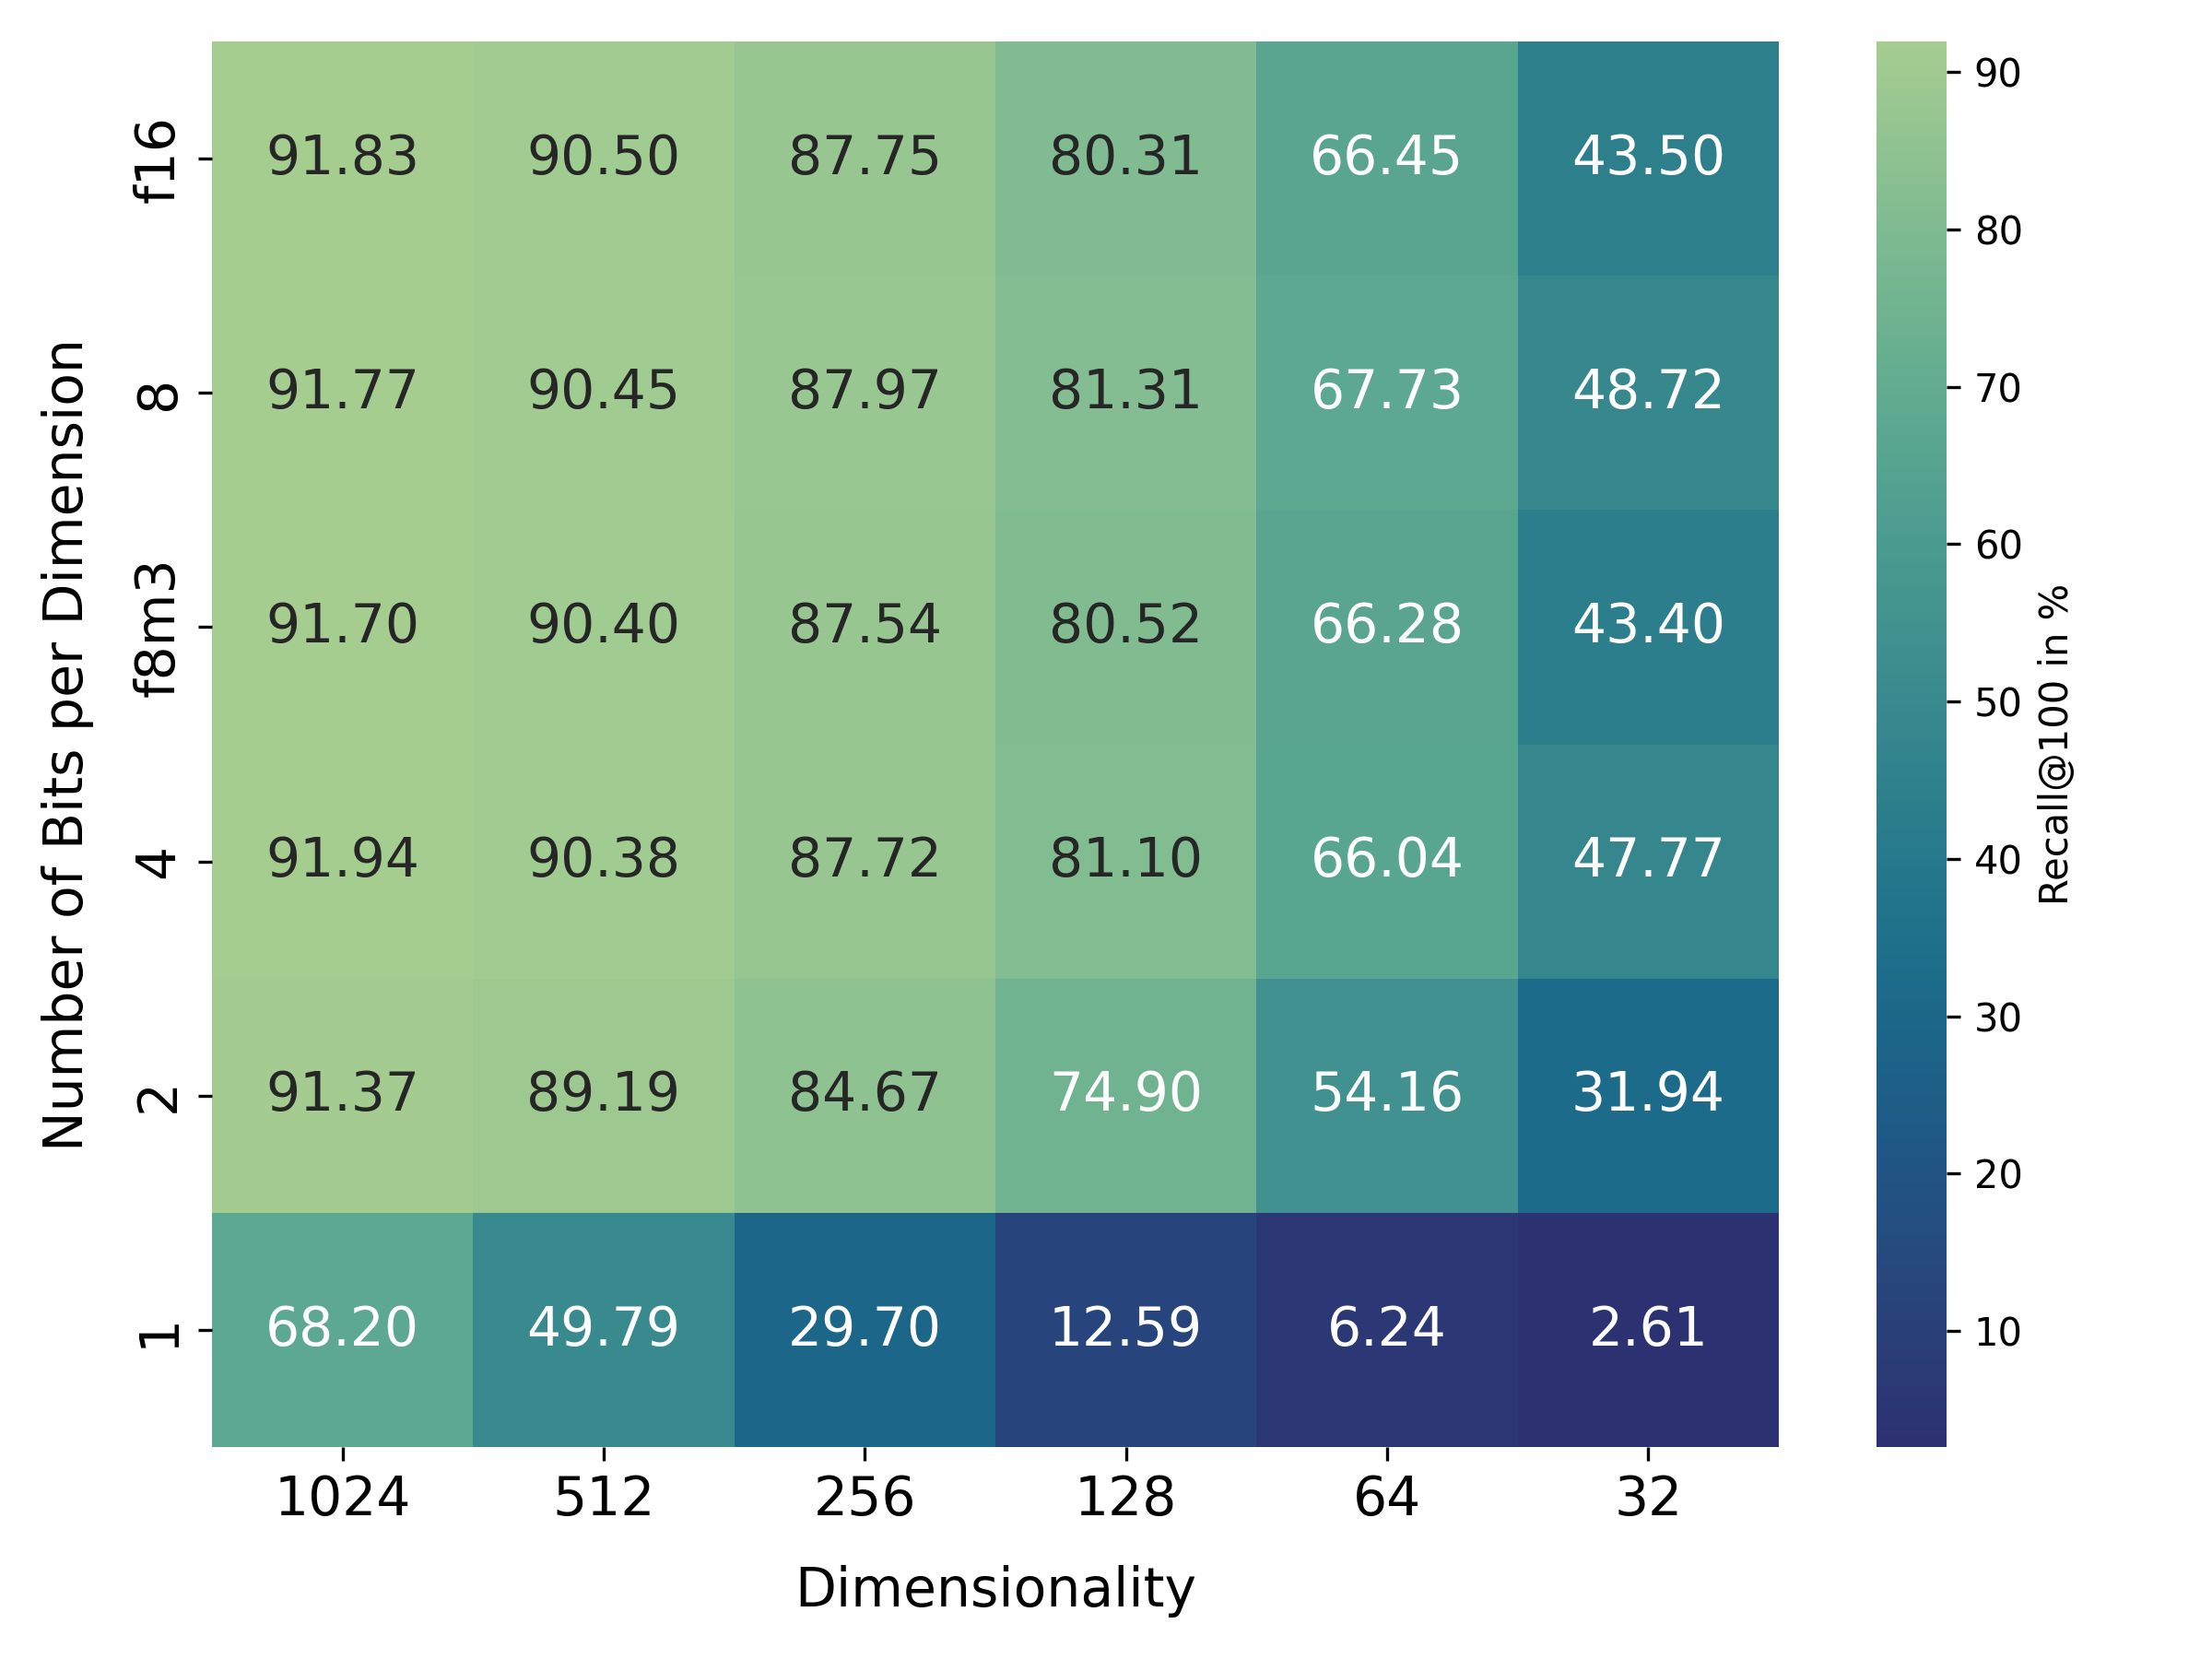 Number of Bits per Dimension
f16 91.83 90.50 87.75 80.31 66.45 43.50
8 91.77 90.45 87.97 81.31 67.73 48.72
f8m3 91.70 90.40 87.54 80.52 66.28 43.40
4 91.94 90.38 87.72 81.10 66.04 47.77
2 91.37 89.19 84.67 74.90 54.16 31.94
1 68.20 49.79 29.70 12.59 6.24 2.61
1024 512 256 128 64 32
Dimensionality
90
80
70
60
50
40
30
20
10
Recall@100 in %